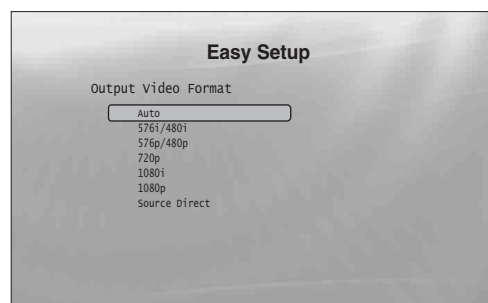 Easy Setup
Output Video Format
Auto
576i/480i
576p/480p
720p
1080i
1080p
Source Direct